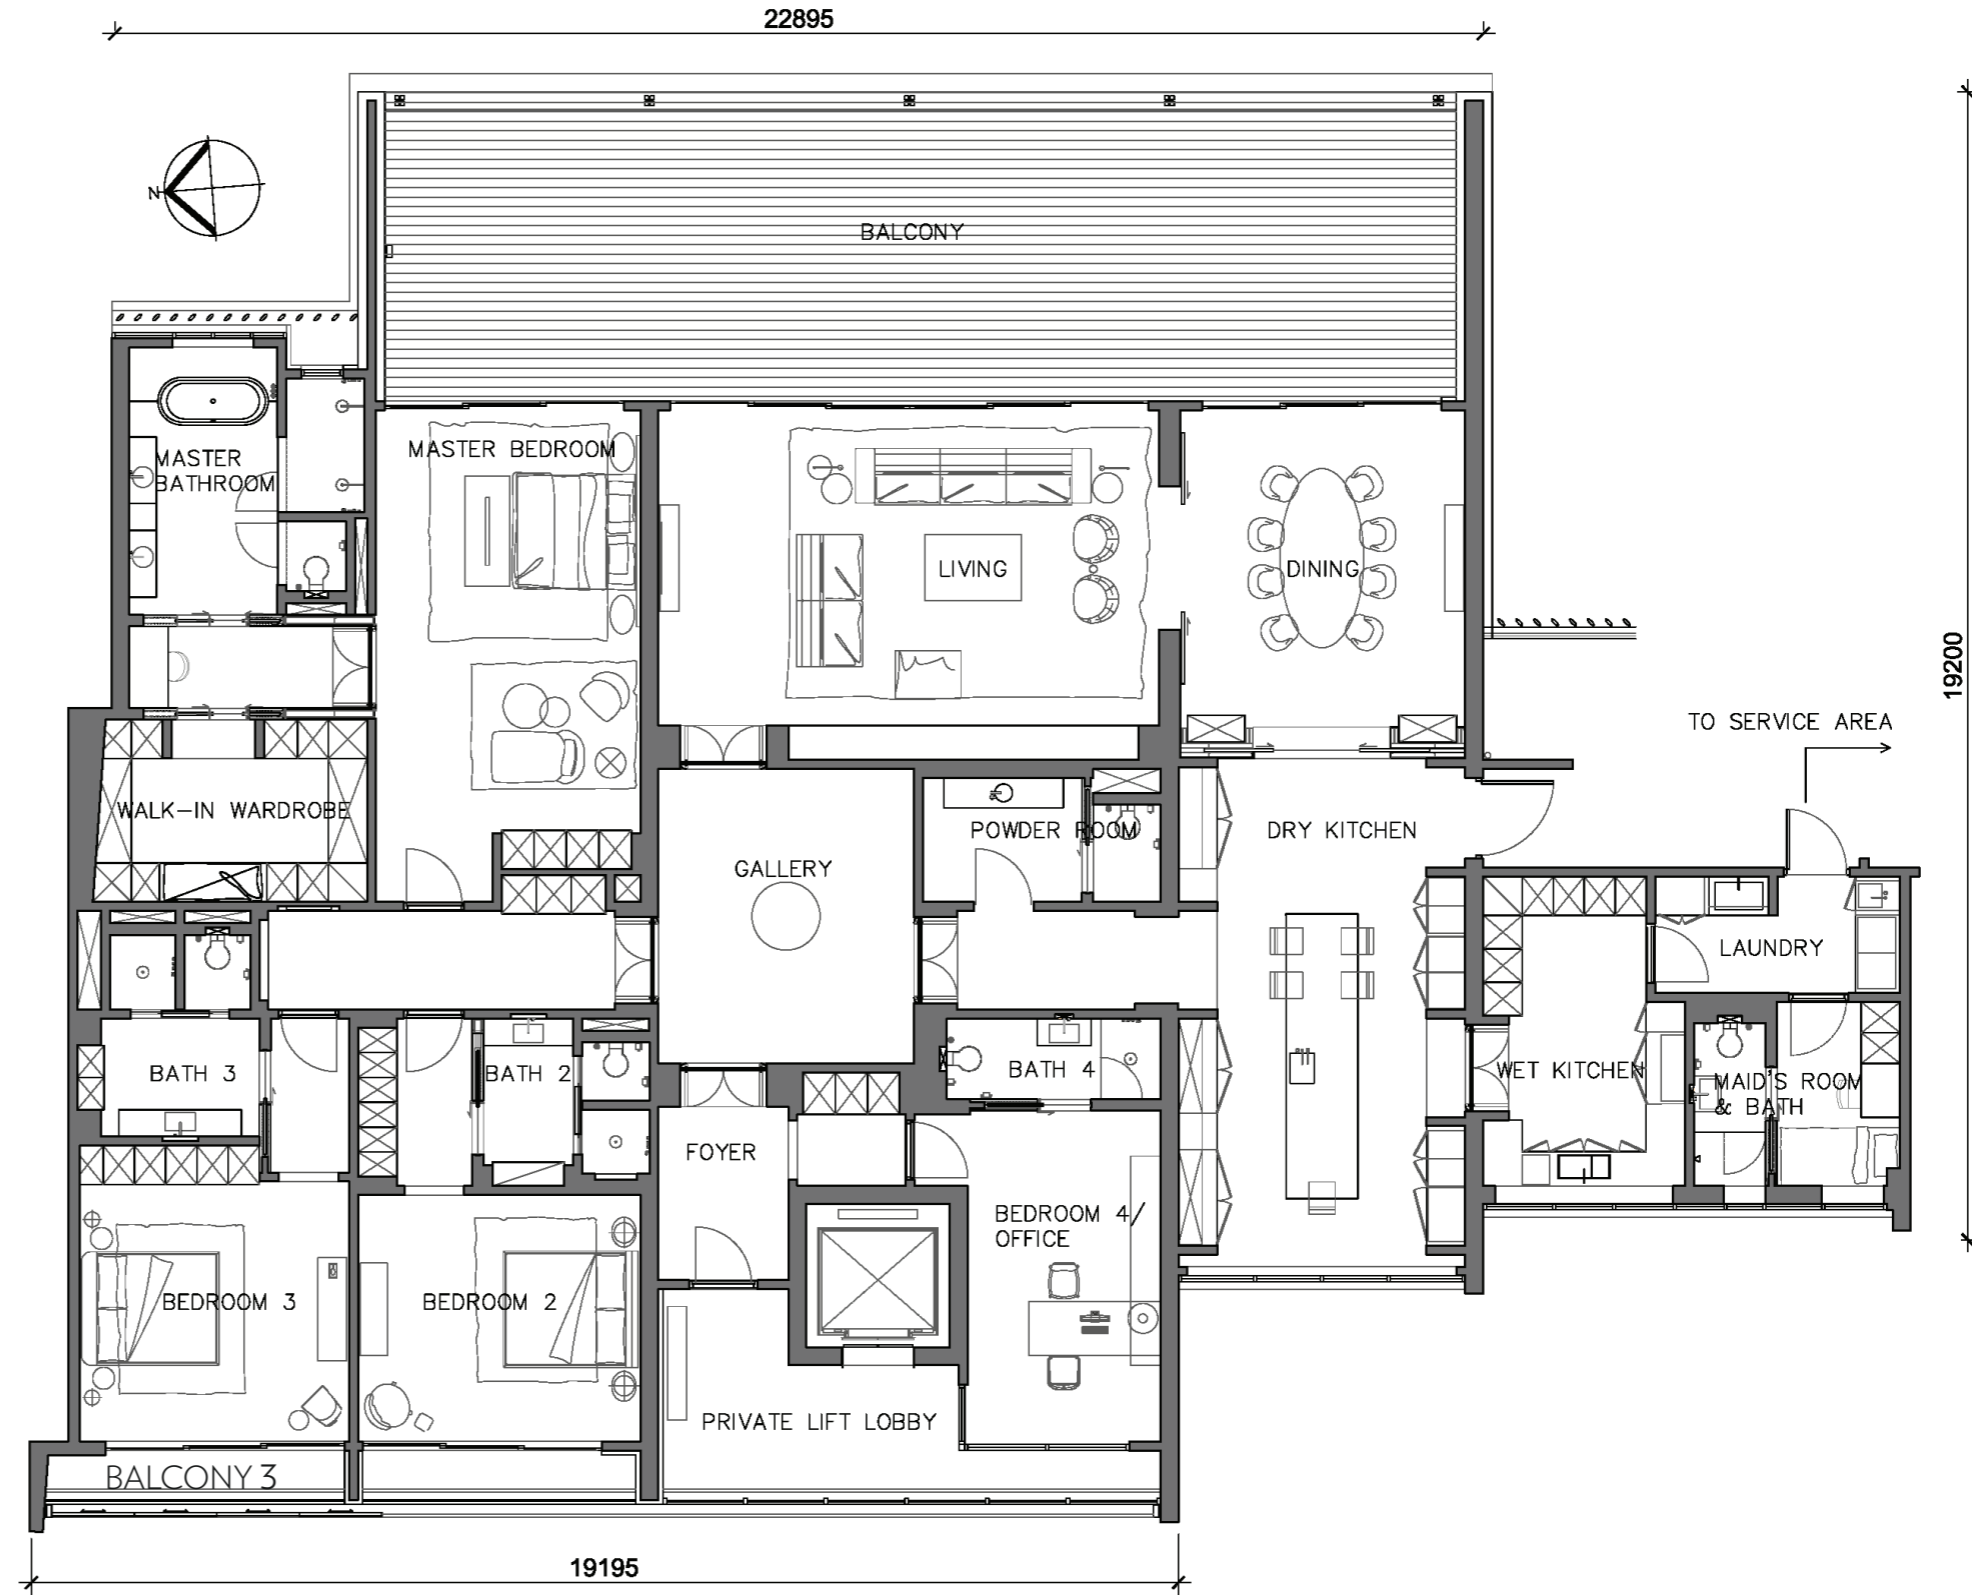 22895
N
BALCONY
MASTER BEDROOM
MASTER
BATHROOM
LIVING
DINING
19200
TO SERVICE AREA
WALK-IN WARDROBE
POWDER ROOM
DRY KITCHEN
GALLERY
LAUNDRY
BATH 3
BATH 2
BATH 4
WET KITCHEN
MAID'S ROOM
& BATH
FOYER
BEDROOM 4/
OFFICE
BEDROOM 3
BEDROOM 2
PRIVATE LIFT LOBBY
BALCONY 3
19195